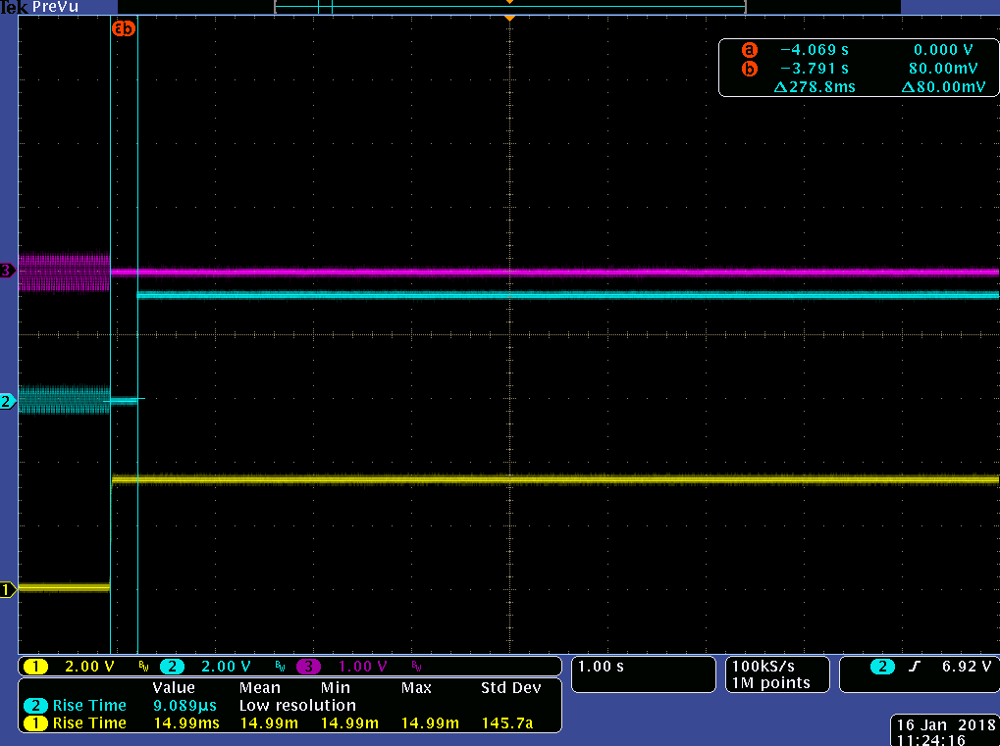 Tek PreVu
a b
a −4.069 s 0.000 V
b −3.791 s 80.00mV
Δ278.8ms Δ80.00mV
3
2
1
1 2.00 V BW 2 2.00 V BW 3 1.00 V BW
1.00 s
100kS/s
1M points
2 6.92 V
Value Mean Min Max Std Dev
2 Rise Time 9.089µs Low resolution
1 Rise Time 14.99ms 14.99m 14.99m 14.99m 145.7a
16 Jan 2018
11:24:16